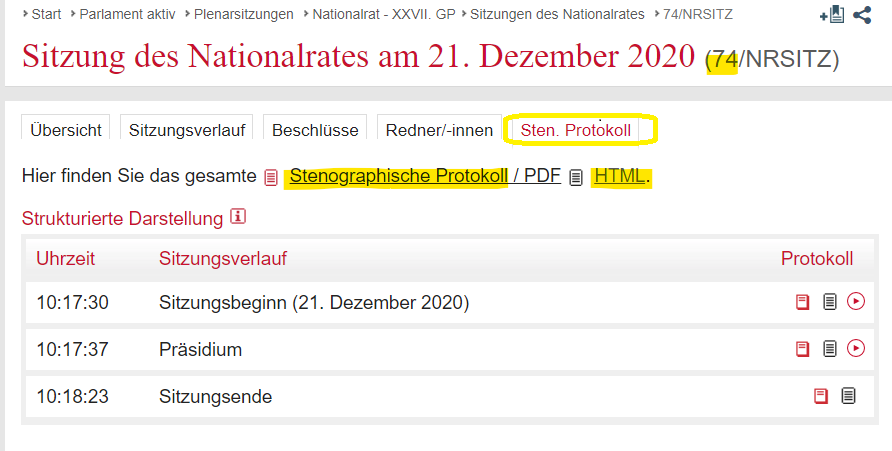 Start Parlament aktiv Plenarsitzungen Nationalrat - XXVII. GP Sitzungen des Nationalrates 74/NRSITZ
Sitzung des Nationalrates am 21. Dezember 2020 (74/NRSITZ)
Übersicht Sitzungsverlauf Beschlüsse Redner/-innen Sten. Protokoll
Hier finden Sie das gesamte Stenographische Protokoll / PDF HTML.
Strukturierte Darstellung
Uhrzeit Sitzungsverlauf Protokoll
10:17:30 Sitzungsbeginn (21. Dezember 2020)
10:17:37 Präsidium
10:18:23 Sitzungsende